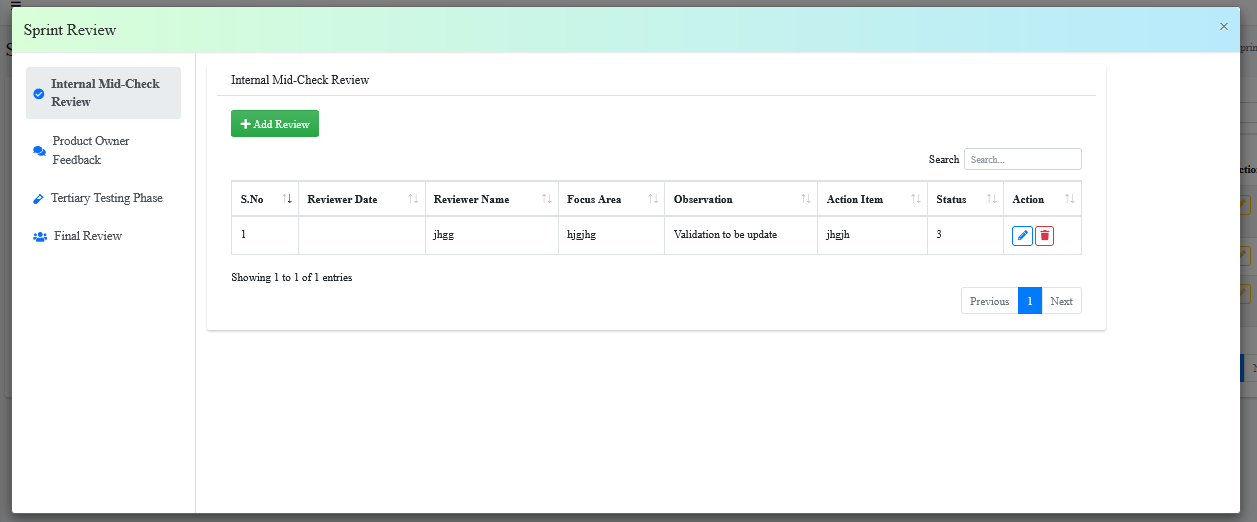 Sprint Review
×
Internal Mid-Check
Review
Product Owner
Feedback
Tertiary Testing Phase
Final Review
Internal Mid-Check Review
Add Review
Search Search...
S.No Reviewer Date Reviewer Name Focus Area Observation Action Item Status Action
1 jhgg hjgjhg Validation to be update jhgjh 3
Showing 1 to 1 of 1 entries
Previous 1 Next